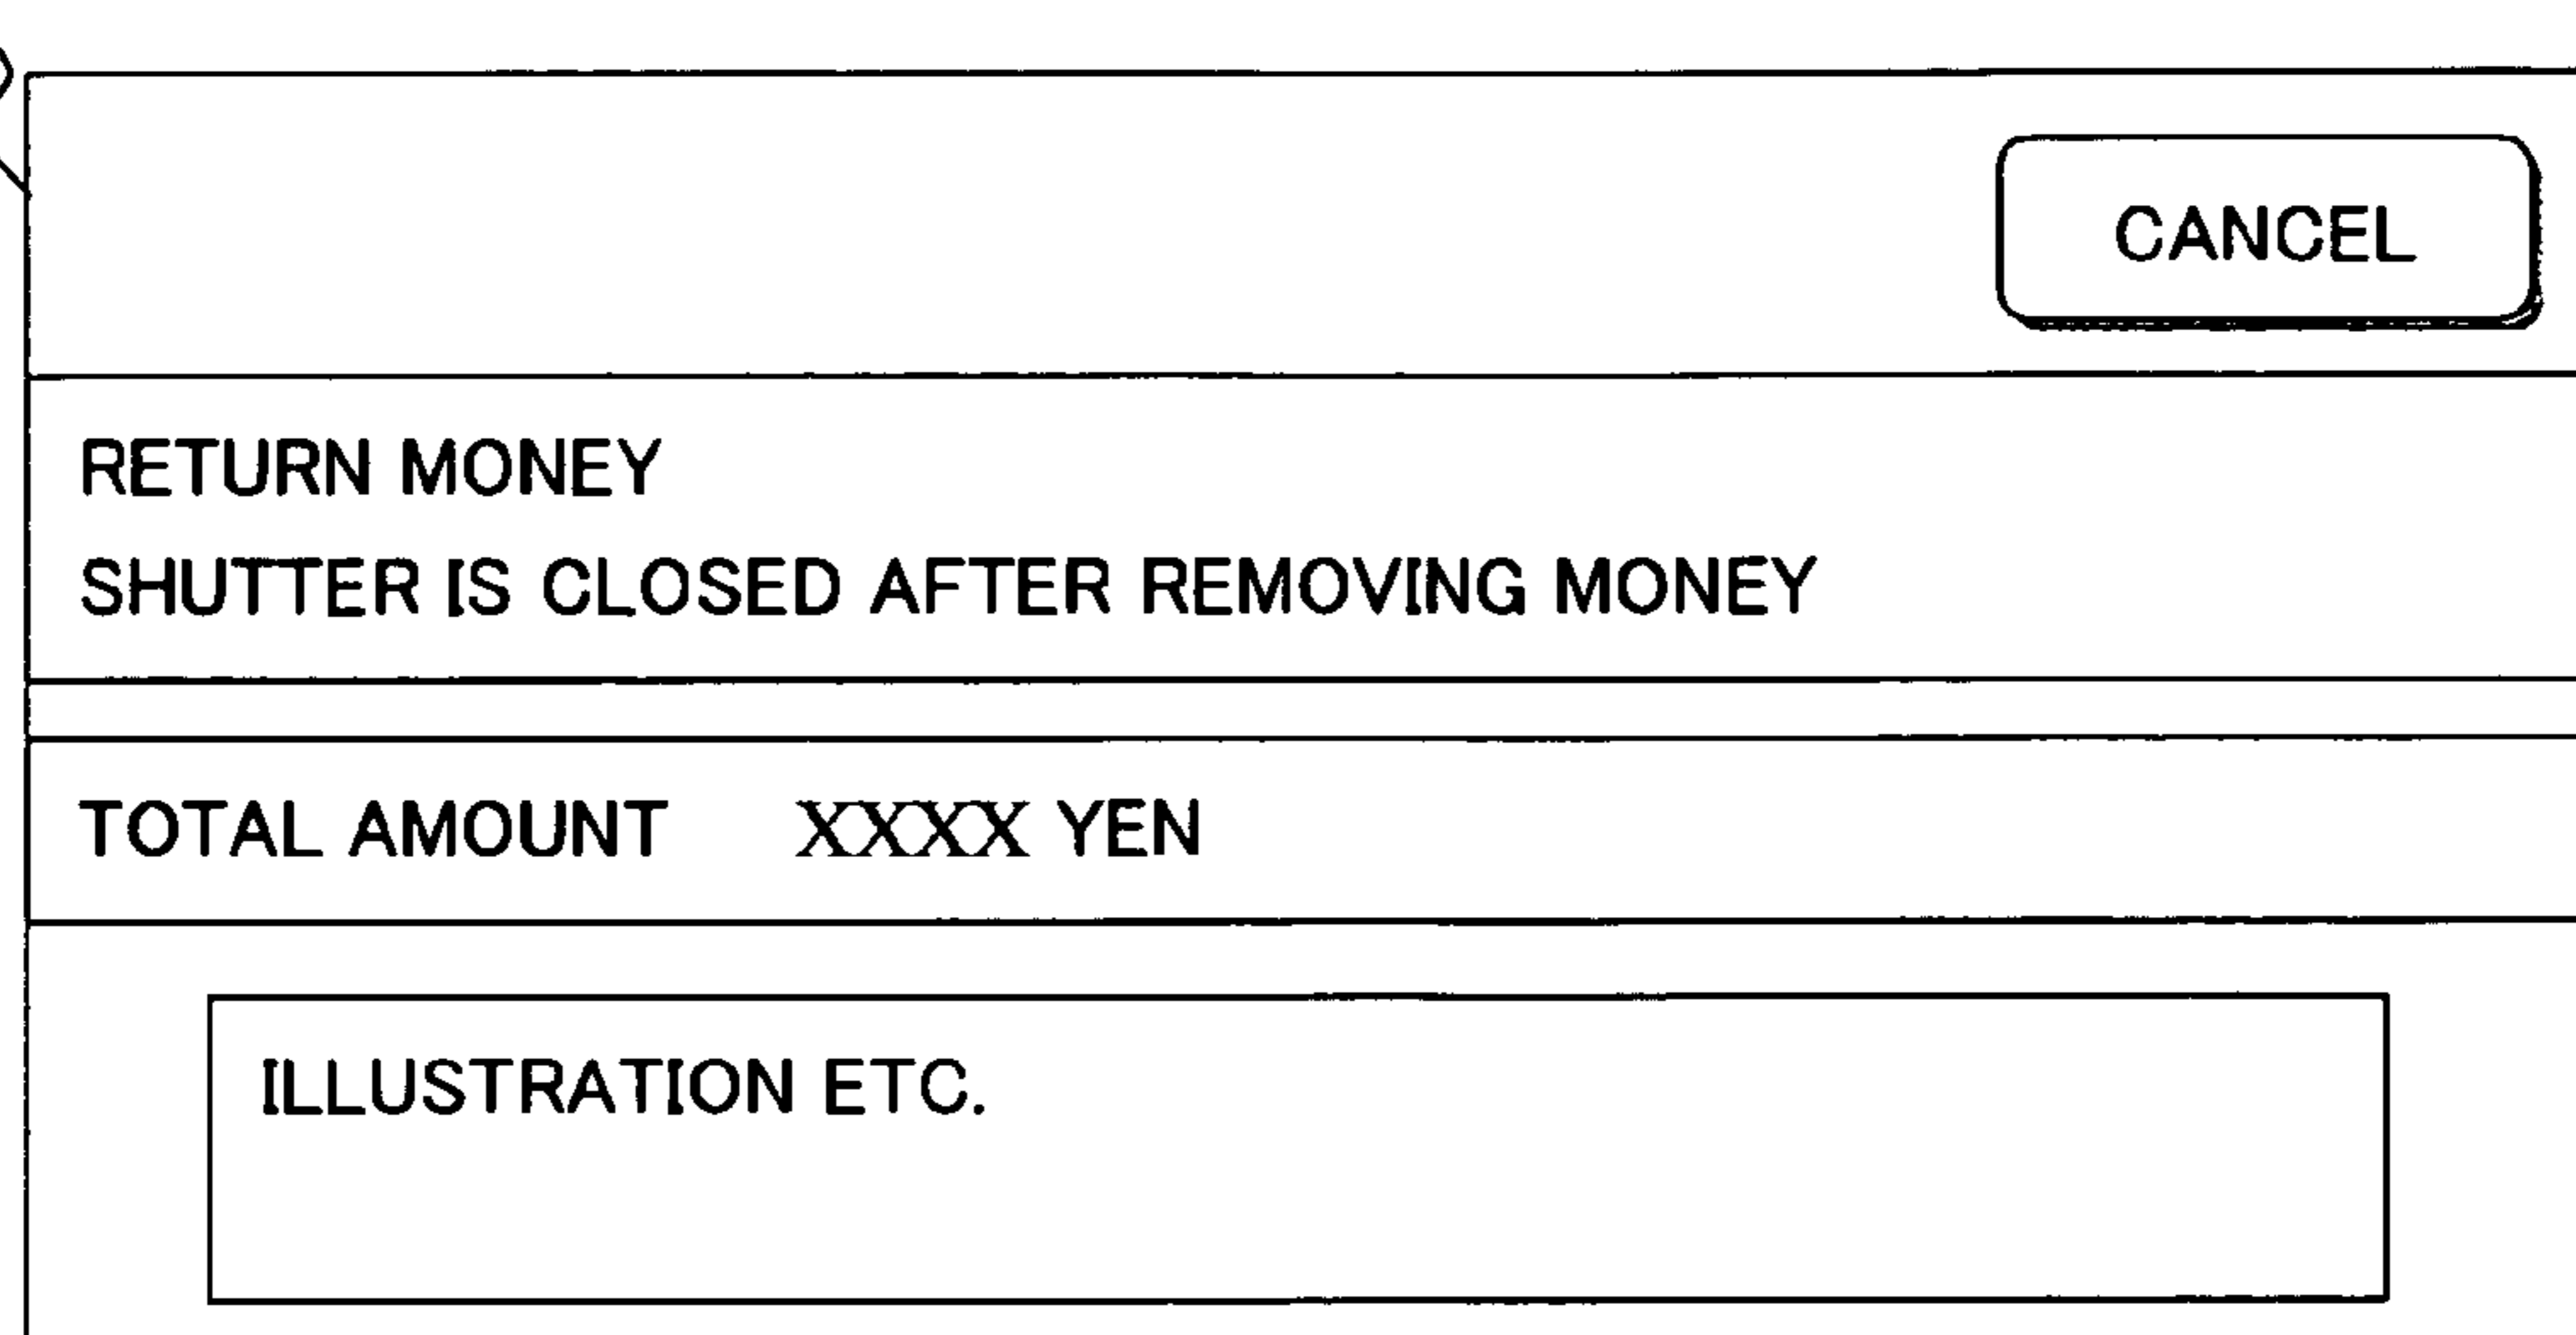 CANCEL
RETURN MONEY
SHUTTER IS CLOSED AFTER REMOVING MONEY
TOTAL AMOUNT XXXX YEN
ILLUSTRATION ETC.